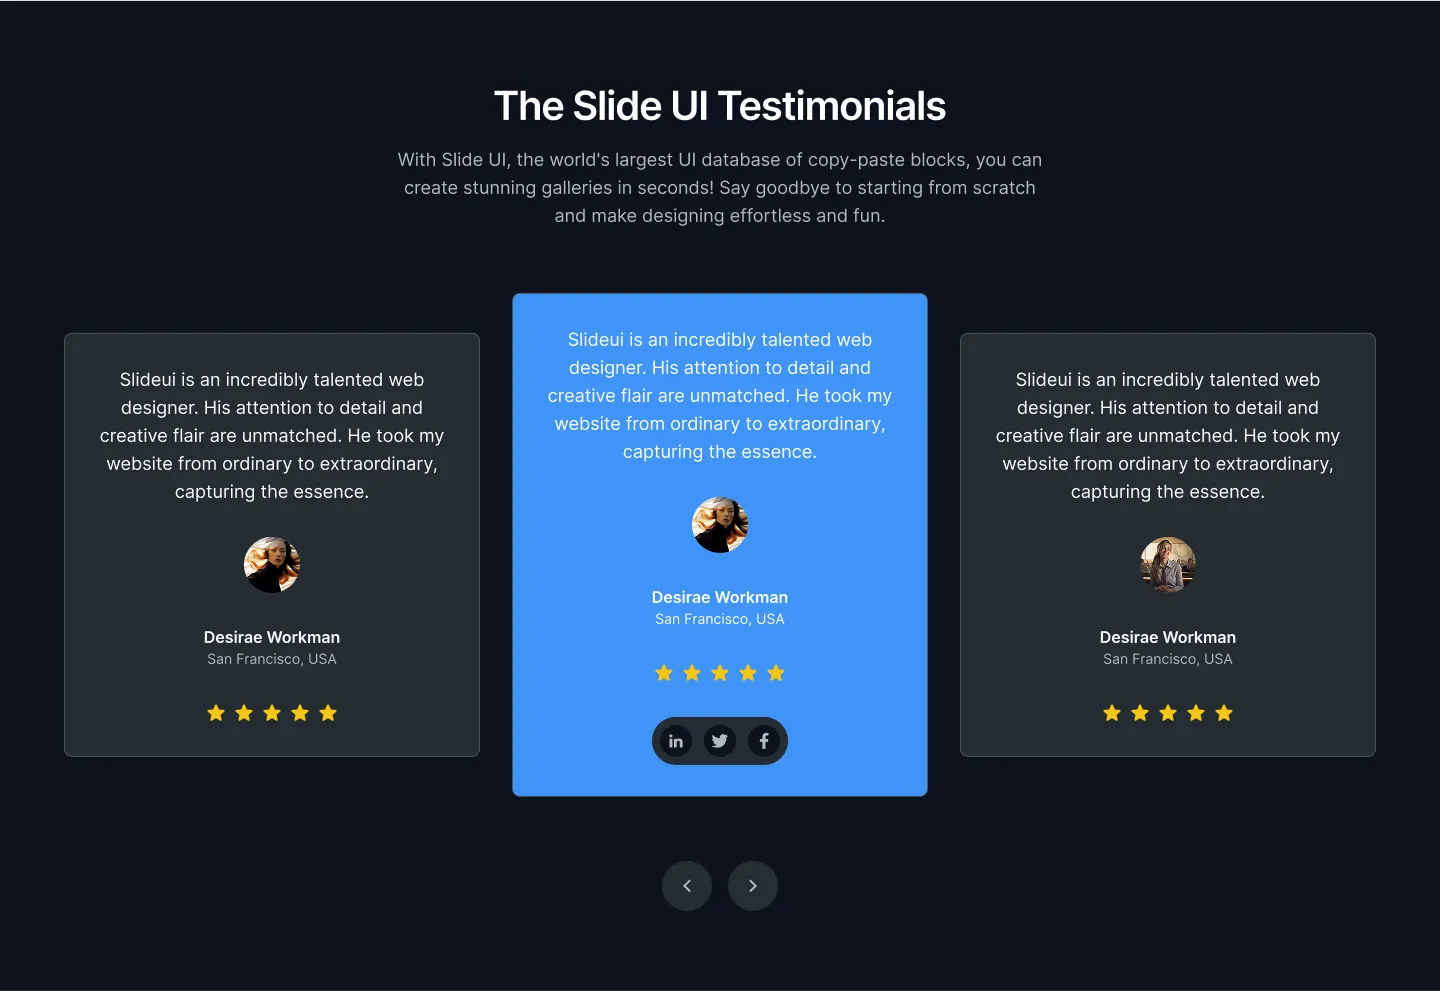 The Slide UI Testimonials
With Slide UI, the world's largest UI database of copy-paste blocks, you can
create stunning galleries in seconds! Say goodbye to starting from scratch
and make designing effortless and fun.
Slideui is an incredibly talented web
designer. His attention to detail and
creative flair are unmatched. He took my
website from ordinary to extraordinary,
capturing the essence.
Desirae Workman
San Francisco, USA
Slideui is an incredibly talented web
designer. His attention to detail and
creative flair are unmatched. He took my
website from ordinary to extraordinary,
capturing the essence.
Desirae Workman
San Francisco, USA
in
f
Slideui is an incredibly talented web
designer. His attention to detail and
creative flair are unmatched. He took my
website from ordinary to extraordinary,
capturing the essence.
Desirae Workman
San Francisco, USA